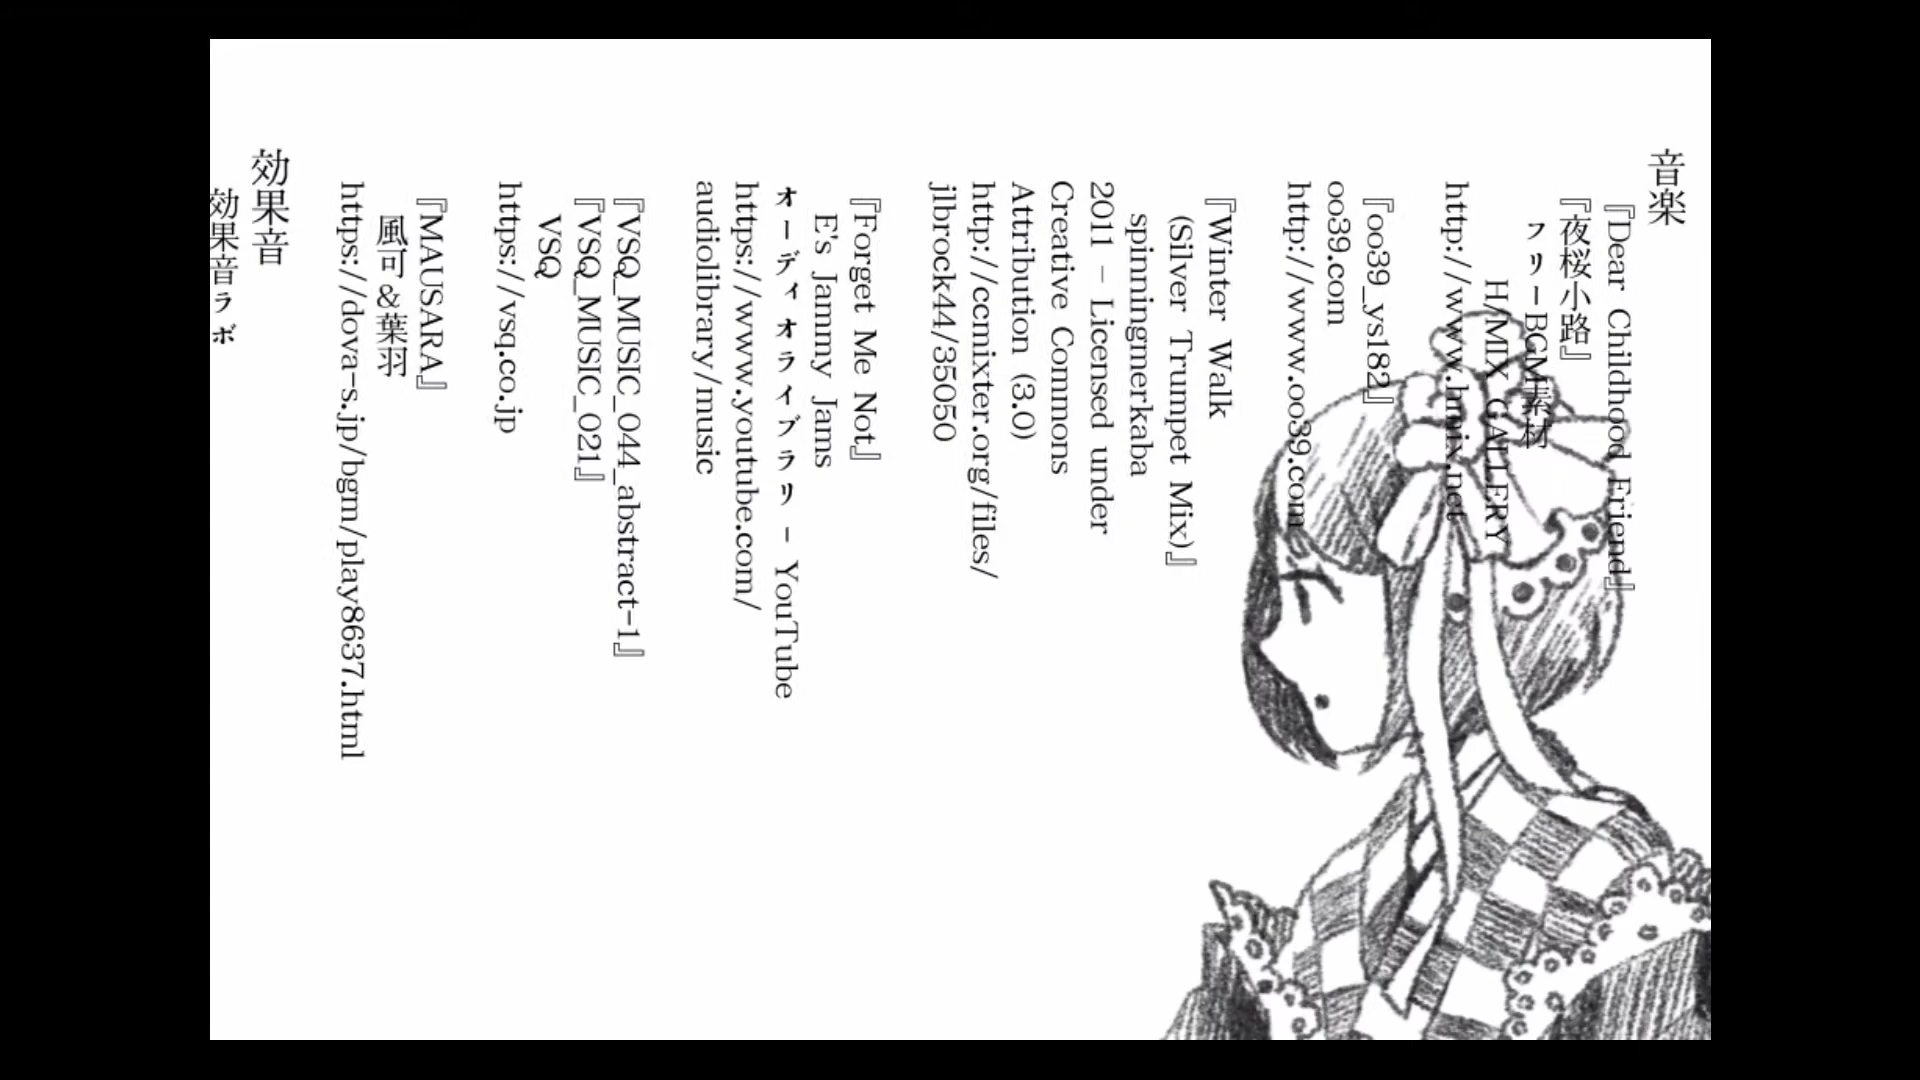 音楽
『Dear Childhood Friend』
『夜桜小路』
フリーBGM素材
H/MIX GALLERY
http://www.hmix.net
『oo39_ys182』
oo39.com
http://www.oo39.com
『Winter Walk
(Silver Trumpet Mix)』
spinningmerkaba
2011 - Licensed under
Creative Commons
Attribution (3.0)
http://ccmixter.org/files/
jlbrock44/35050
『Forget Me Not』
E's Jammy Jams
オーディオライブラリ - YouTube
https://www.youtube.com/
audiolibrary/music
『VSQ_MUSIC_044_abstract-1』
『VSQ_MUSIC_021』
VSQ
https://vsq.co.jp
『MAUSARA』
風可&葉羽
https://dova-s.jp/bgm/play8637.html
効果音
効果音ラボ